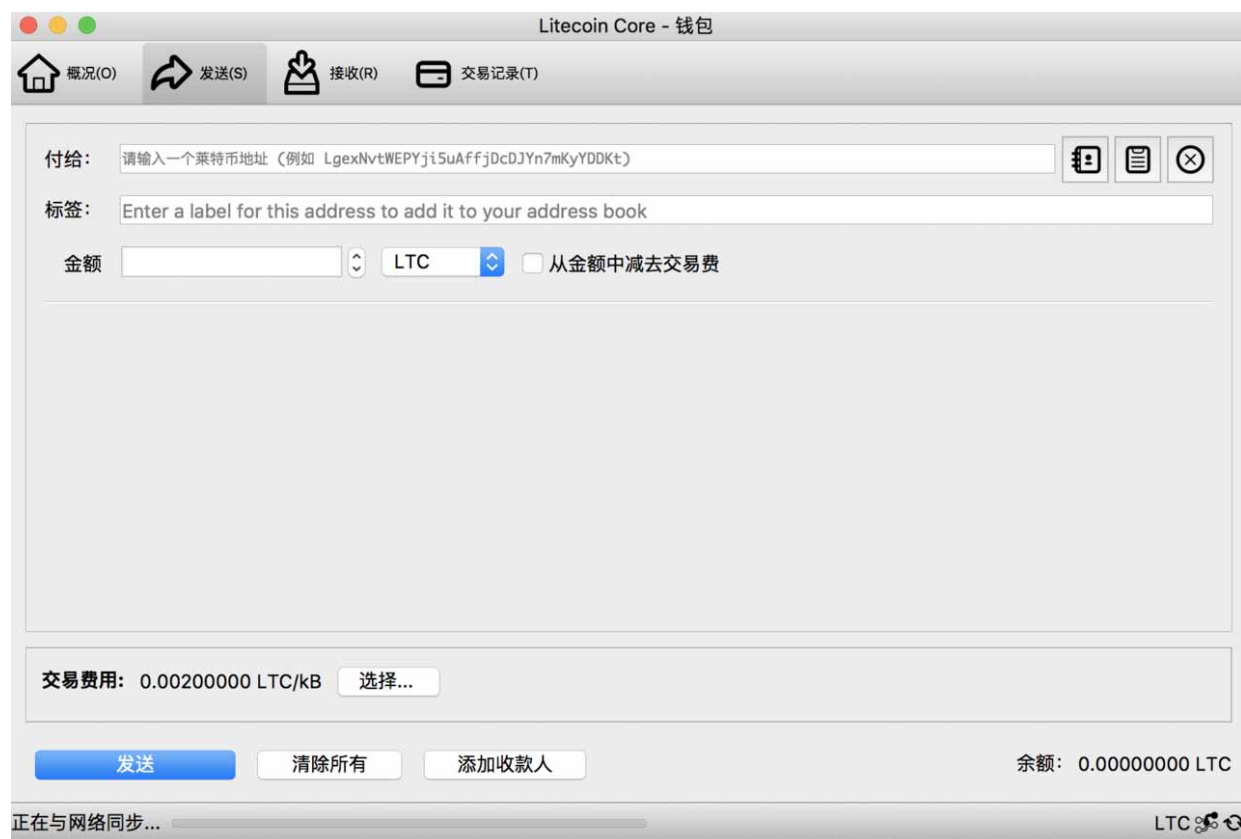 Litecoin Core - 钱包
概况(O) 发送(S) 接收(R) 交易记录(T)
付给： 请输入一个莱特币地址 (例如 LgexNvtWEPYji5uAffjDcDJYn7mKyYDDKt)
标签： Enter a label for this address to add it to your address book
金额 LTC 从金额中减去交易费
交易费用: 0.00200000 LTC/kB 选择...
发送 清除所有 添加收款人 余额： 0.00000000 LTC
正在与网络同步... LTC